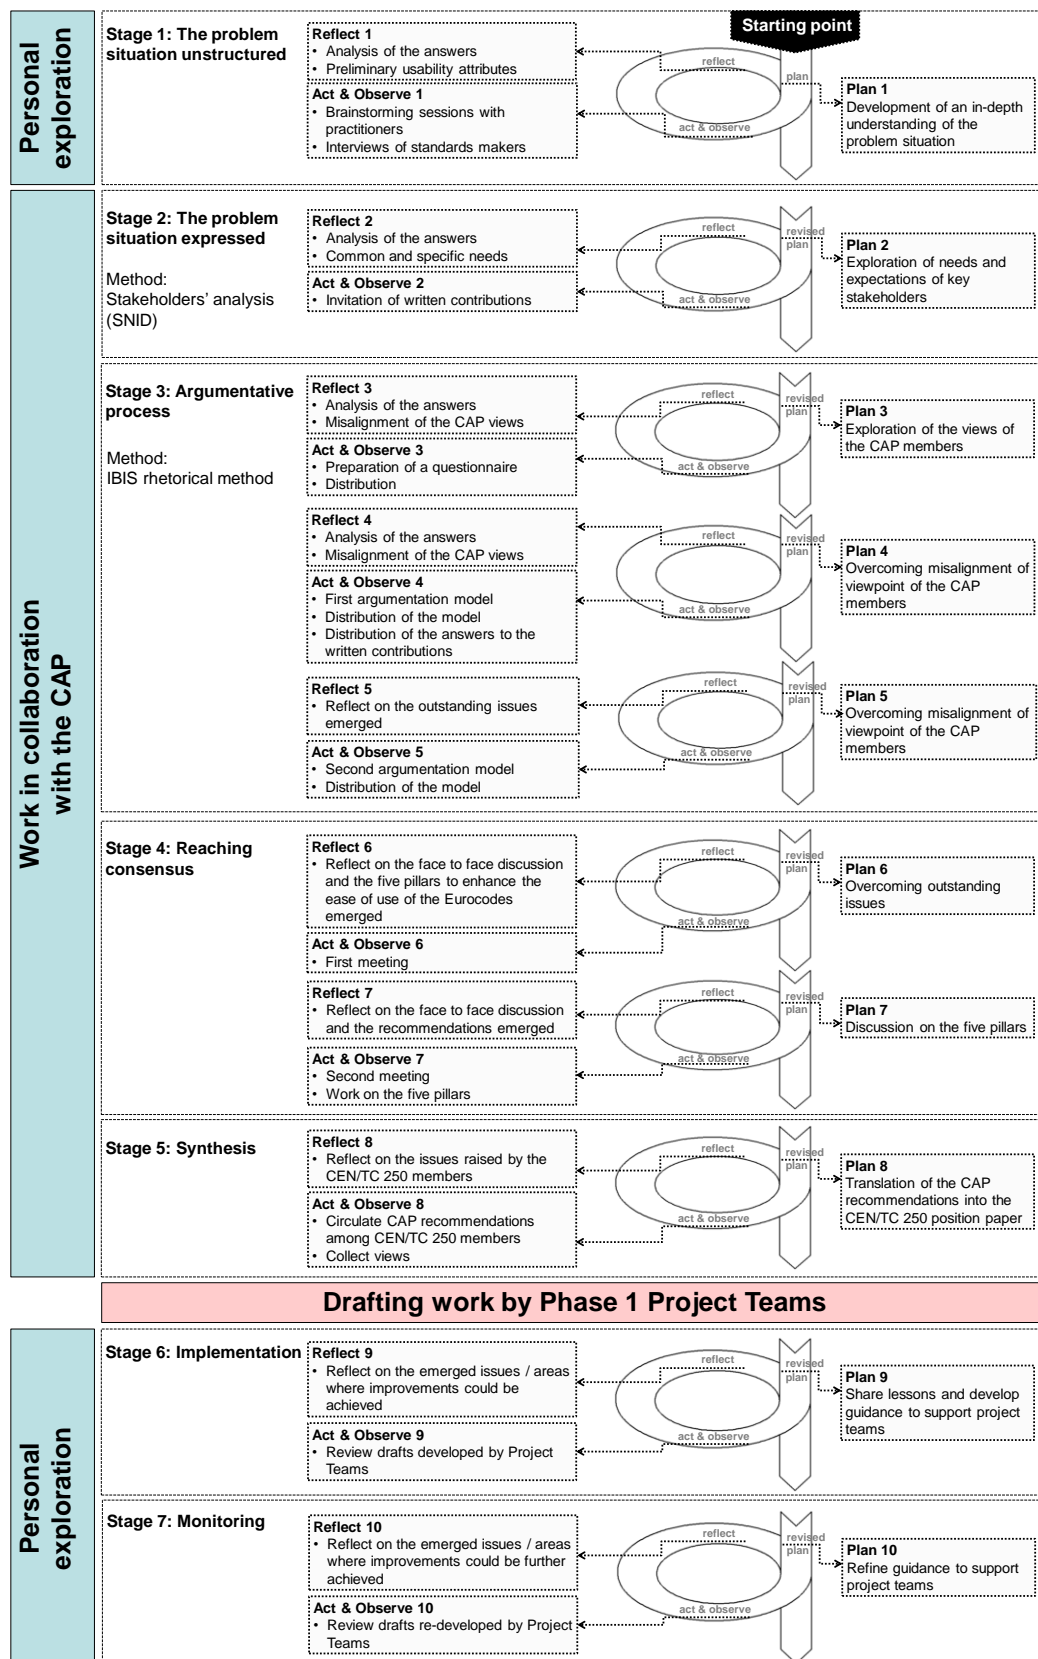 Personal
exploration
Stage 1: The problem
situation unstructured
Reflect 1
• Analysis of the answers
• Preliminary usability attributes
Act & Observe 1
• Brainstorming sessions with
practitioners
• Interviews of standards makers
Starting point
reflect
plan
act & observe
Plan 1
Development of an in-depth
understanding of the
problem situation
Work in collaboration
with the CAP
Stage 2: The problem
situation expressed
Method:
Stakeholders' analysis
(SNID)
Reflect 2
• Analysis of the answers
• Common and specific needs
Act & Observe 2
• Invitation of written contributions
reflect
revised
plan
act & observe
Plan 2
Exploration of needs and
expectations of key
stakeholders
Stage 3: Argumentative
process
Method:
IBIS rhetorical method
Reflect 3
• Analysis of the answers
• Misalignment of the CAP views
Act & Observe 3
• Preparation of a questionnaire
• Distribution
reflect
revised
plan
act & observe
Plan 3
Exploration of the views of
the CAP members
Reflect 4
• Analysis of the answers
• Misalignment of the CAP views
Act & Observe 4
• First argumentation model
• Distribution of the model
• Distribution of the answers to the
written contributions
reflect
revised
plan
act & observe
Plan 4
Overcoming misalignment of
viewpoint of the CAP
members
Reflect 5
• Reflect on the outstanding issues
emerged
Act & Observe 5
• Second argumentation model
• Distribution of the model
reflect
revised
plan
act & observe
Plan 5
Overcoming misalignment of
viewpoint of the CAP
members
Stage 4: Reaching
consensus
Reflect 6
• Reflect on the face to face discussion
and the five pillars to enhance the
ease of use of the Eurocodes
emerged
Act & Observe 6
• First meeting
reflect
revised
plan
act & observe
Plan 6
Overcoming outstanding
issues
Reflect 7
• Reflect on the face to face discussion
and the recommendations emerged
Act & Observe 7
• Second meeting
• Work on the five pillars
reflect
revised
plan
act & observe
Plan 7
Discussion on the five pillars
Stage 5: Synthesis
Reflect 8
• Reflect on the issues raised by the
CEN/TC 250 members
Act & Observe 8
• Circulate CAP recommendations
among CEN/TC 250 members
• Collect views
reflect
revised
plan
act & observe
Plan 8
Translation of the CAP
recommendations into the
CEN/TC 250 position paper
Drafting work by Phase 1 Project Teams
Personal
exploration
Stage 6: Implementation
Reflect 9
• Reflect on the emerged issues / areas
where improvements could be
achieved
Act & Observe 9
• Review drafts developed by Project
Teams
reflect
revised
plan
act & observe
Plan 9
Share lessons and develop
guidance to support project
teams
Stage 7: Monitoring
Reflect 10
• Reflect on the emerged issues / areas
where improvements could be further
achieved
Act & Observe 10
• Review drafts re-developed by Project
Teams
reflect
revised
plan
act & observe
Plan 10
Refine guidance to support
project teams